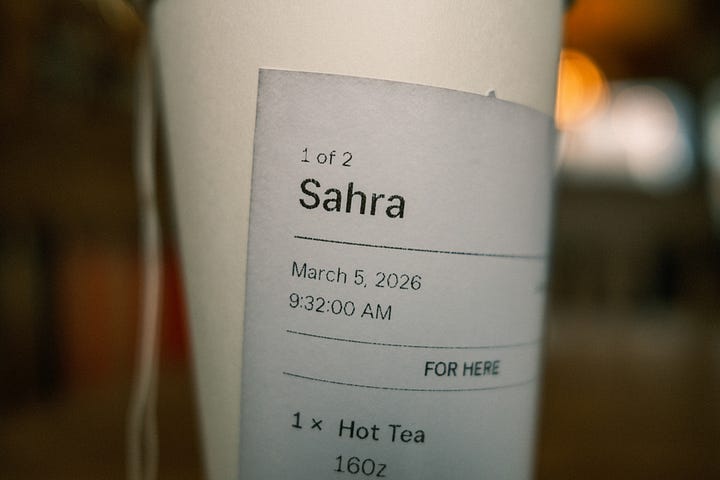 1 of 2
Sahra
March 5, 2026
9:32:00 AM
FOR HERE
1 × Hot Tea
16oz